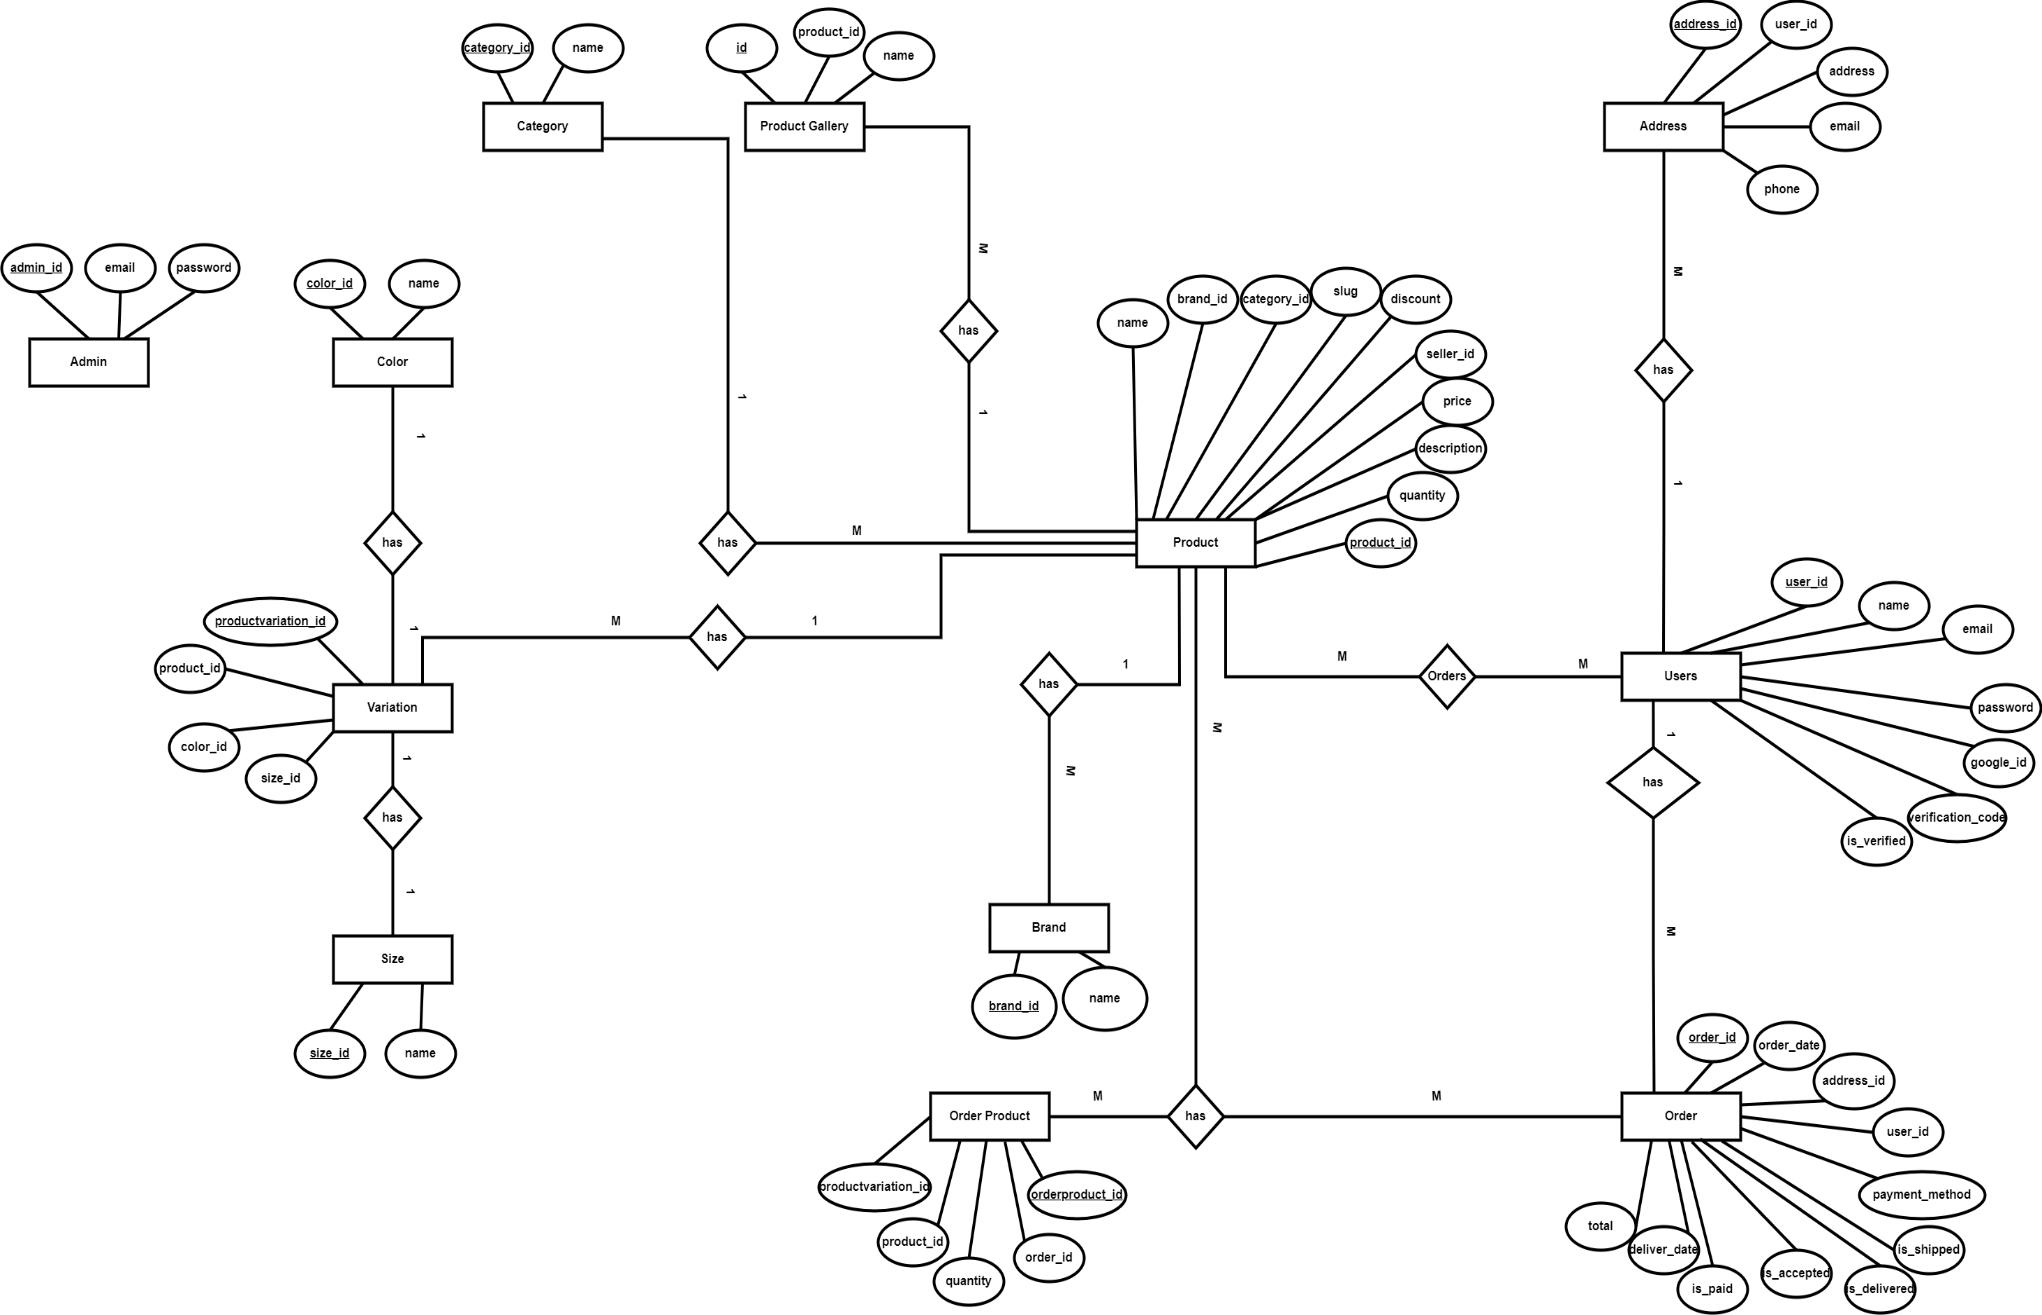 address_id
user_id
category_id
name
id
product_id
name
address
Category
Product Gallery
Address
email
phone
M
admin_id
email
password
color_id
name
M
name
brand_id
category_id
slug
discount
Admin
Color
has
has
seller_id
1
1
price
1
description
1
quantity
has
has
M
Product
product_id
user_id
name
email
productvariation_id
1
M
has
1
product_id
has
1
M
Orders
M
Users
Variation
password
color_id
size_id
1
M
M
1
google_id
has
has
verification_code
is_verified
1
Brand
M
Size
brand_id
name
size_id
name
order_id
order_date
address_id
Order Product
M
has
M
Order
user_id
productvariation_id
orderproduct_id
payment_method
product_id
order_id
quantity
total
deliver_date
is_paid
is_accepted
is_delivered
is_shipped